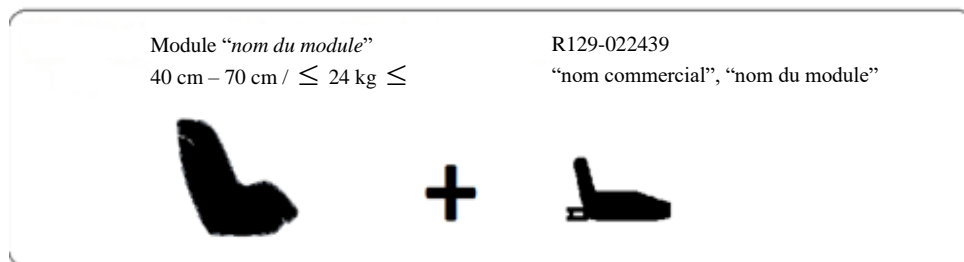 Module “nom du module”
40 cm – 70 cm / ≤ 24 kg ≤
R129-022439
“nom commercial”, “nom du module”